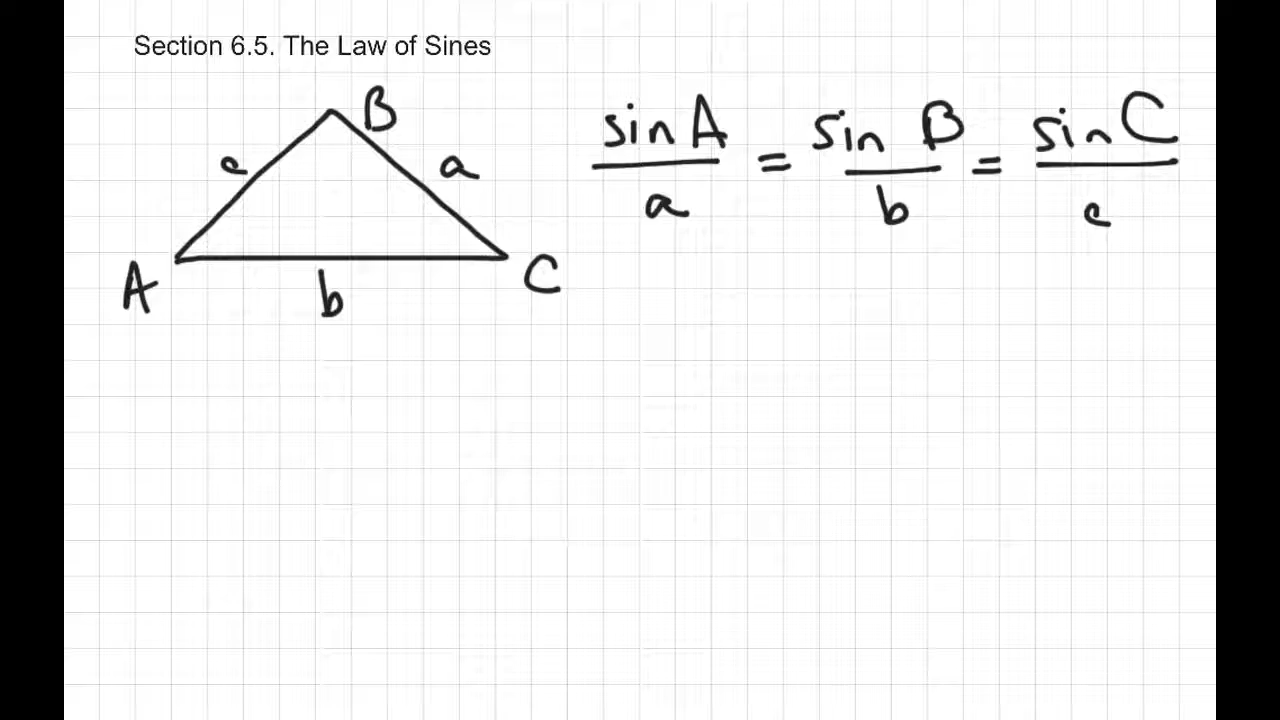 Section 6.5. The Law of Sines
B
c
a
A
b
C
sin A / a = sin B / b = sin C / c